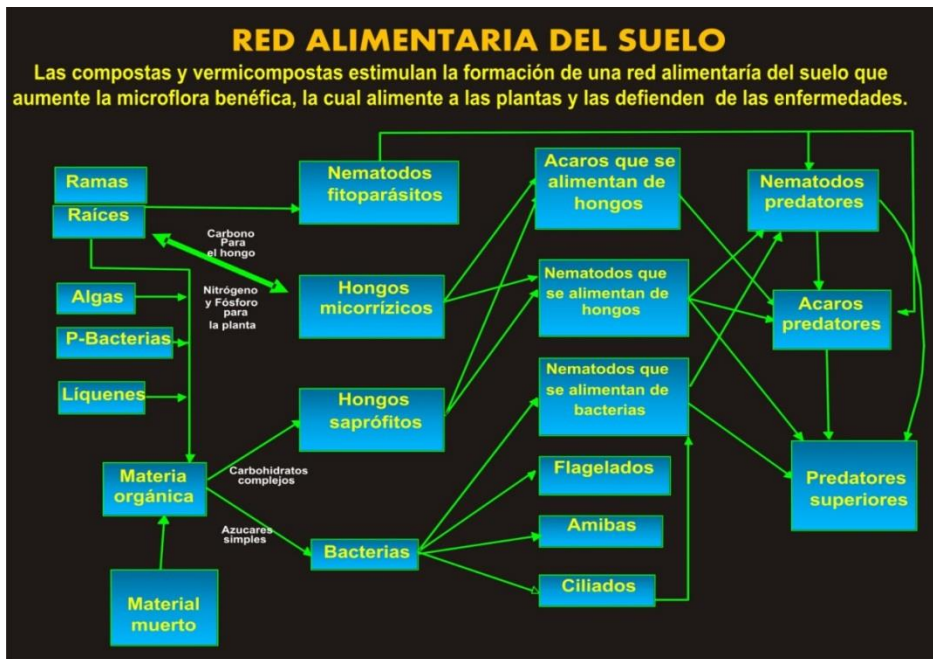 RED ALIMENTARIA DEL SUELO
Las compostas y vermicompostas estimulan la formación de una red alimentaría del suelo que
aumente la microflora benéfica, la cual alimente a las plantas y las defienden de las enfermedades.
Ramas
Raíces
Algas
P-Bacterias
Líquenes
Materia
orgánica
Material
muerto
Carbono
Para
el hongo
Nitrógeno
y Fósforo
para
la planta
Carbohidratos
complejos
Azucares
simples
Nematodos
fitoparásitos
Hongos
micorrízicos
Hongos
saprófitos
Bacterias
Acaros que se
alimentan de
hongos
Nematodos que
se alimentan de
hongos
Nematodos que
se alimentan de
bacterias
Flagelados
Amibas
Ciliados
Nematodos
predatores
Acaros
predatores
Predatores
superiores